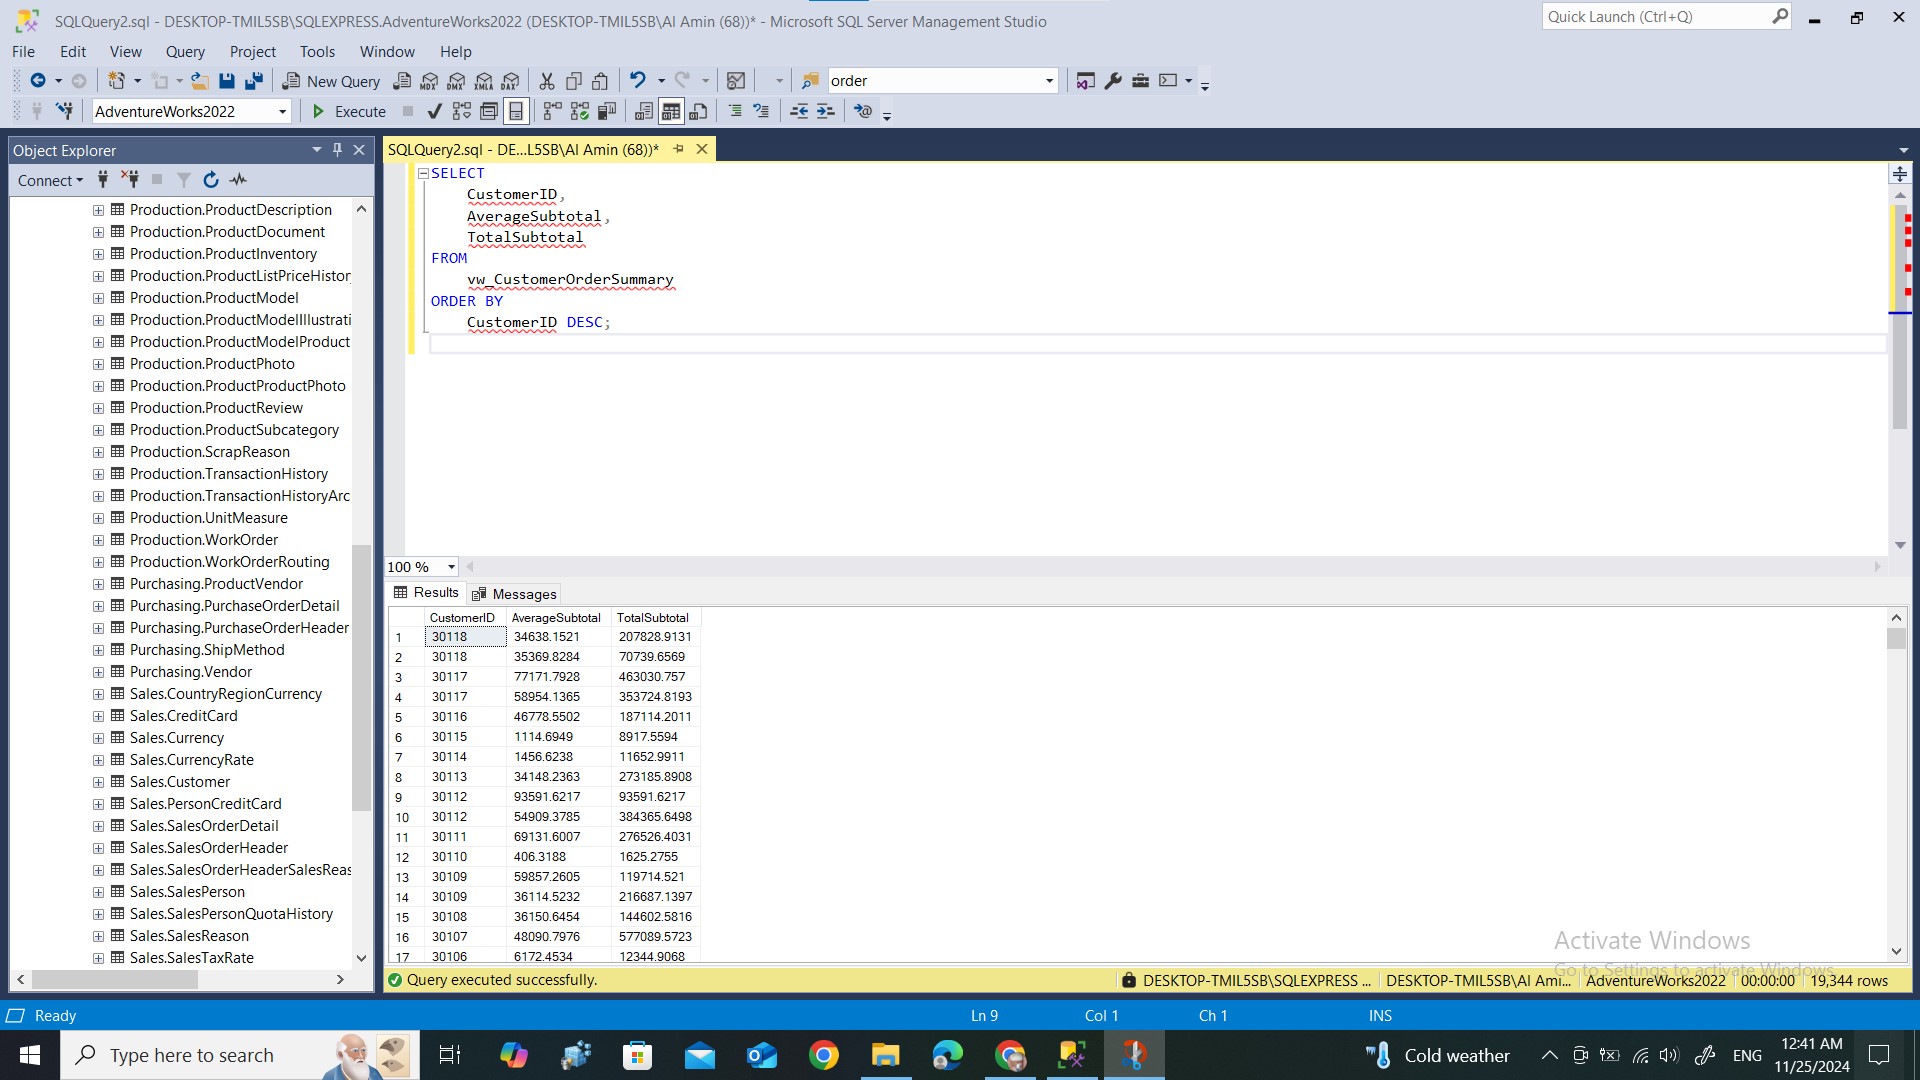 SQLQuery2.sql - DESKTOP-TMIL5SB\SQLEXPRESS.AdventureWorks2022 (DESKTOP-TMIL5SB\Al Amin (68))* - Microsoft SQL Server Management Studio
Quick Launch (Ctrl+Q)
File Edit View Query Project Tools Window Help
New Query MDX DMX XMLA DAX order
AdventureWorks2022 Execute
Object Explorer
Connect
Production.ProductDescription
Production.ProductDocument
Production.ProductInventory
Production.ProductListPriceHistor
Production.ProductModel
Production.ProductModelIllustrati
Production.ProductModelProduct
Production.ProductPhoto
Production.ProductProductPhoto
Production.ProductReview
Production.ProductSubcategory
Production.ScrapReason
Production.TransactionHistory
Production.TransactionHistoryArc
Production.UnitMeasure
Production.WorkOrder
Production.WorkOrderRouting
Purchasing.ProductVendor
Purchasing.PurchaseOrderDetail
Purchasing.PurchaseOrderHeader
Purchasing.ShipMethod
Purchasing.Vendor
Sales.CountryRegionCurrency
Sales.CreditCard
Sales.Currency
Sales.CurrencyRate
Sales.Customer
Sales.PersonCreditCard
Sales.SalesOrderDetail
Sales.SalesOrderHeader
Sales.SalesOrderHeaderSalesReas
Sales.SalesPerson
Sales.SalesPersonQuotaHistory
Sales.SalesReason
Sales.SalesTaxRate
SQLQuery2.sql - DE...L5SB\Al Amin (68))*
SELECT
CustomerID,
AverageSubtotal,
TotalSubtotal
FROM
vw_CustomerOrderSummary
ORDER BY
CustomerID DESC;
100 %
Results Messages
CustomerID AverageSubtotal TotalSubtotal
1 30118 34638.1521 207828.9131
2 30118 35369.8284 70739.6569
3 30117 77171.7928 463030.757
4 30117 58954.1365 353724.8193
5 30116 46778.5502 187114.2011
6 30115 1114.6949 8917.5594
7 30114 1456.6238 11652.9911
8 30113 34148.2363 273185.8908
9 30112 93591.6217 93591.6217
10 30112 54909.3785 384365.6498
11 30111 69131.6007 276526.4031
12 30110 406.3188 1625.2755
13 30109 59857.2605 119714.521
14 30109 36114.5232 216687.1397
15 30108 36150.6454 144602.5816
16 30107 48090.7976 577089.5723
17 30106 6172.4534 12344.9068
Activate Windows
Go to Settings to activate Windows.
Query executed successfully. DESKTOP-TMIL5SB\SQLEXPRESS ... DESKTOP-TMIL5SB\Al Ami... AdventureWorks2022 00:00:00 19,344 rows
Ready Ln 9 Col 1 Ch 1 INS
Type here to search Cold weather ENG 12:41 AM
11/25/2024